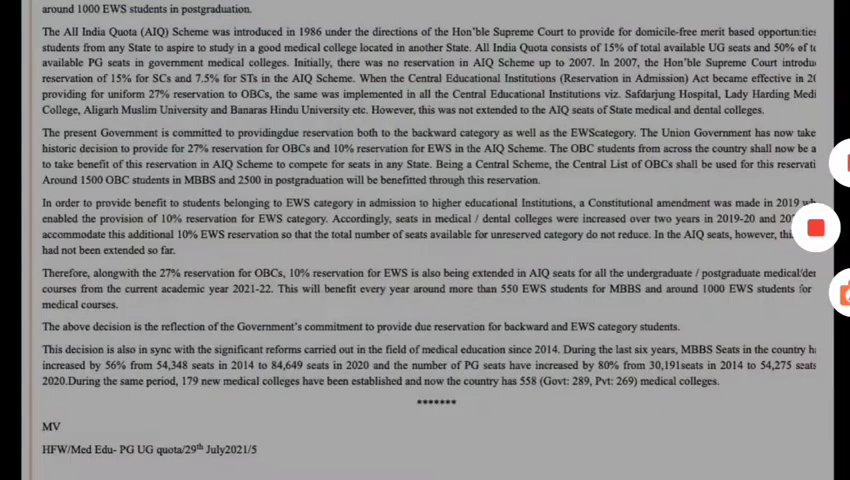 around 1000 EWS students in postgraduation.
The All India Quota (AIQ) Scheme was introduced in 1986 under the directions of the Hon'ble Supreme Court to provide for domicile-free merit based opportunities
students from any State to aspire to study in a good medical college located in another State. All India Quota consists of 15% of total available UG seats and 50% of
available PG seats in government medical colleges. Initially, there was no reservation in AIQ Scheme up to 2007. In 2007, the Hon'ble Supreme Court
reservation of 15% for SCs and 7.5% for STs in the AIQ Scheme. When the Central Educational Institutions (Reservation in Admission) Act became effective in
providing for uniform 27% reservation to OBCs, the same was implemented in all the Central Educational Institutions viz. Safdarjung Hospital, Lady Harding
College, Aligarh Muslim University and Banaras Hindu University etc. However, this was not extended to the AIQ seats of State medical and dental colleges.
The present Government is committed to providingdue reservation both to the backward category as well as the EWScategory. The Union Government has now take
historic decision to provide for 27% reservation for OBCs and 10% reservation for EWS in the AIQ Scheme. The OBC students from across the country shall now be a
to take benefit of this reservation in AIQ Scheme to compete for seats in any State. Being a Central Scheme, the Central List of OBCs shall be used for this reservati
Around 1500 OBC students in MBBS and 2500 in postgraduation will be benefitted through this reservation.
In order to provide benefit to students belonging to EWS category in admission to higher educational Institutions, a Constitutional amendment was made in 2019
enabled the provision of 10% reservation for EWS category. Accordingly, seats in medical / dental colleges were increased over two years in 2019-20 and
accommodate this additional 10% EWS reservation so that the total number of seats available for unreserved category do not reduce. In the AIQ seats, however,
had not been extended so far.
Therefore, alongwith the 27% reservation for OBCs, 10% reservation for EWS is also being extended in AIQ seats for all the undergraduate / postgraduate medical/der
courses from the current academic year 2021-22. This will benefit every year around more than 550 EWS students for MBBS and around 1000 EWS students for
medical courses.
The above decision is the reflection of the Government's commitment to provide due reservation for backward and EWS category students.
This decision is also in sync with the significant reforms carried out in the field of medical education since 2014. During the last six years, MBBS Seats in the country
increased by 56% from 54,348 seats in 2014 to 84,649 seats in 2020 and the number of PG seats have increased by 80% from 30,191seats in 2014 to 54,275 seats
2020.During the same period, 179 new medical colleges have been established and now the country has 558 (Govt: 289, Pvt: 269) medical colleges.
*******
MV
HFW/Med Edu- PG UG quota/29th July2021/5